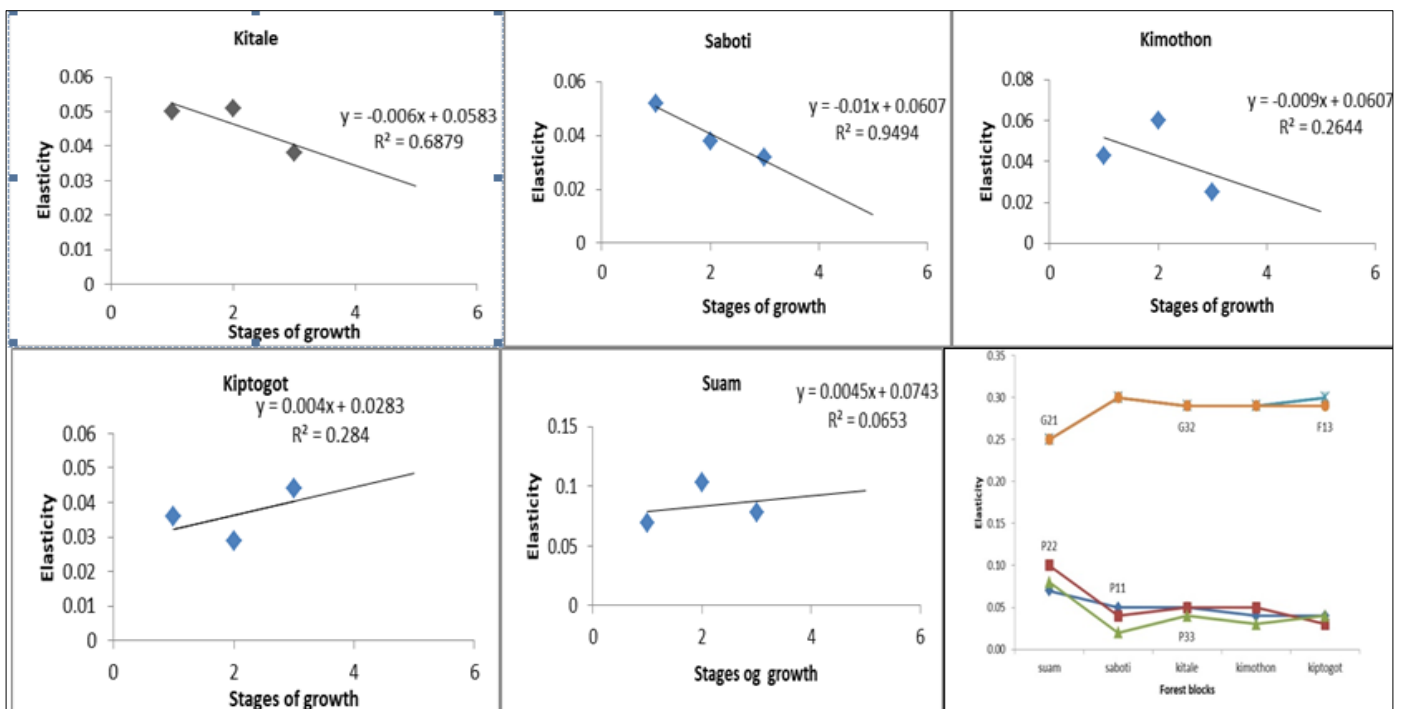 Kitale
0.06
0.05
0.04
0.03
0.02
0.01
0
y = -0.006x + 0.0583
R² = 0.6879
Elasticity
0
2
4
6
Stages of growth
Saboti
0.06
0.04
0.02
0
y = -0.01x + 0.0607
R² = 0.9494
Elasticity
0
2
4
6
Stages of growth
Kimothon
0.08
0.06
0.04
0.02
0
y = -0.009x + 0.0607
R² = 0.2644
Elasticity
0
2
4
6
Stages of growth
Kiptogot
y = 0.004x + 0.0283
R² = 0.284
0.06
0.05
0.04
0.03
0.02
0.01
0
Elasticity
0
2
4
6
Stages of growth
Suam
y = 0.0045x + 0.0743
R² = 0.0653
0.15
0.1
0.05
0
Elasticity
0
2
4
6
Stages og growth
0.35
0.30
0.25
0.20
0.15
0.10
0.05
0.00
Elasticity
G21
G32
F13
P22
P11
P33
suam
saboti
kitale
kimothon
kiptogot
Forest blocks